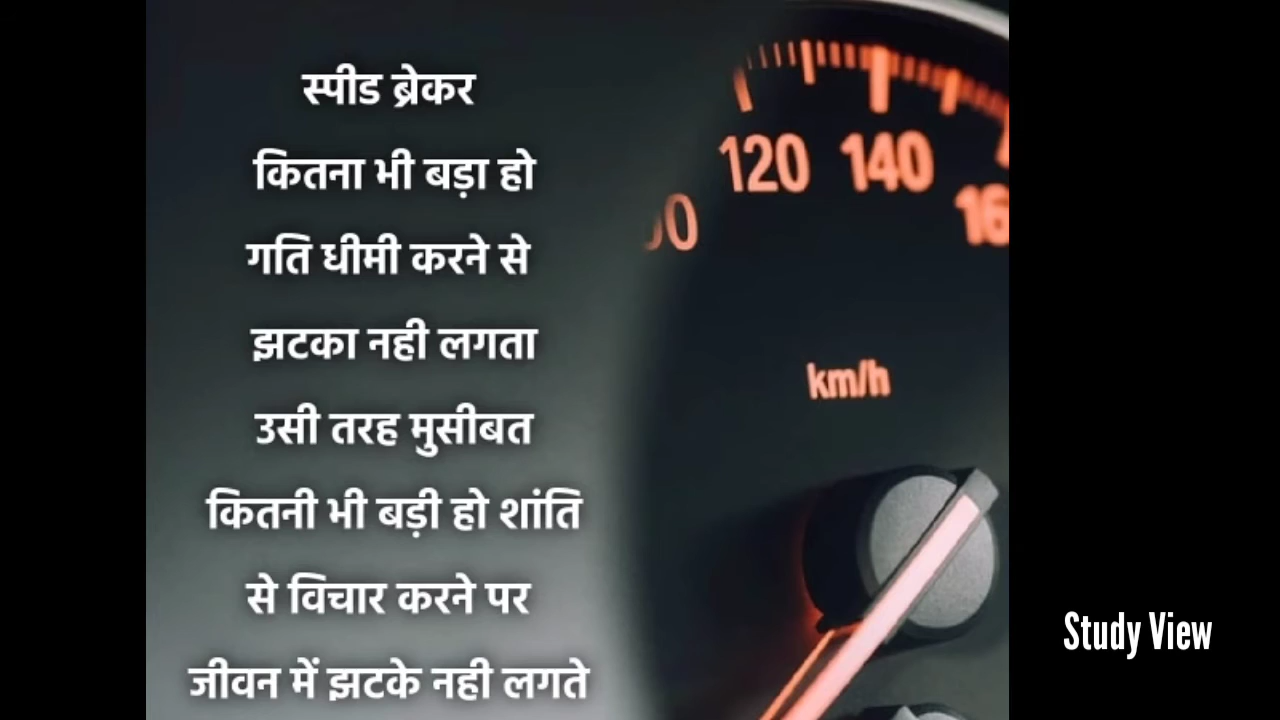 स्पीड ब्रेकर
कितना भी बड़ा हो
गति धीमी करने से
झटका नही लगता
उसी तरह मुसीबत
कितनी भी बड़ी हो शांति
से विचार करने पर
जीवन में झटके नही लगते
120 140
km/h
Study View